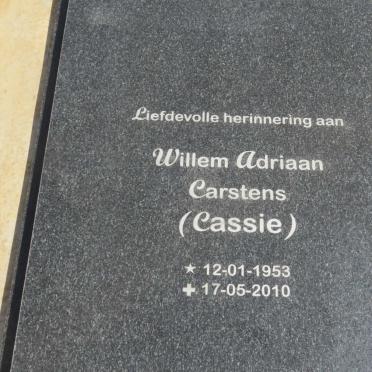 Liefdevolle herinnering aan
Willem Adriaan
Carstens
(Cassie)
★ 12-01-1953
✚ 17-05-2010